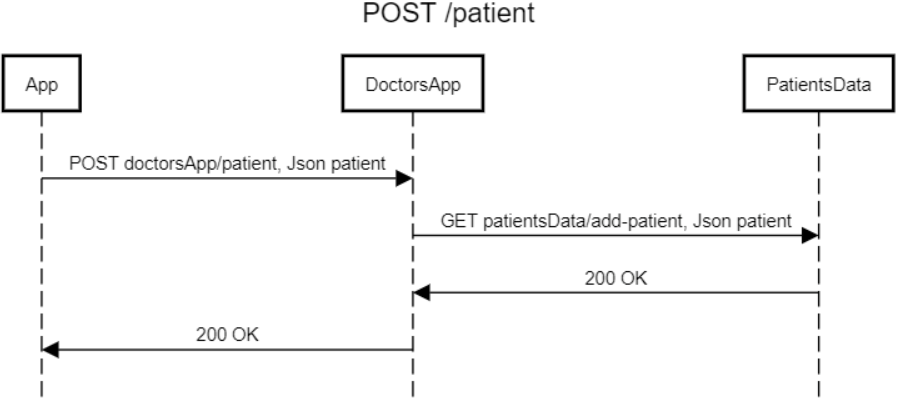 POST /patient
App
DoctorsApp
PatientsData
POST doctorsApp/patient, Json patient
GET patientsData/add-patient, Json patient
200 OK
200 OK